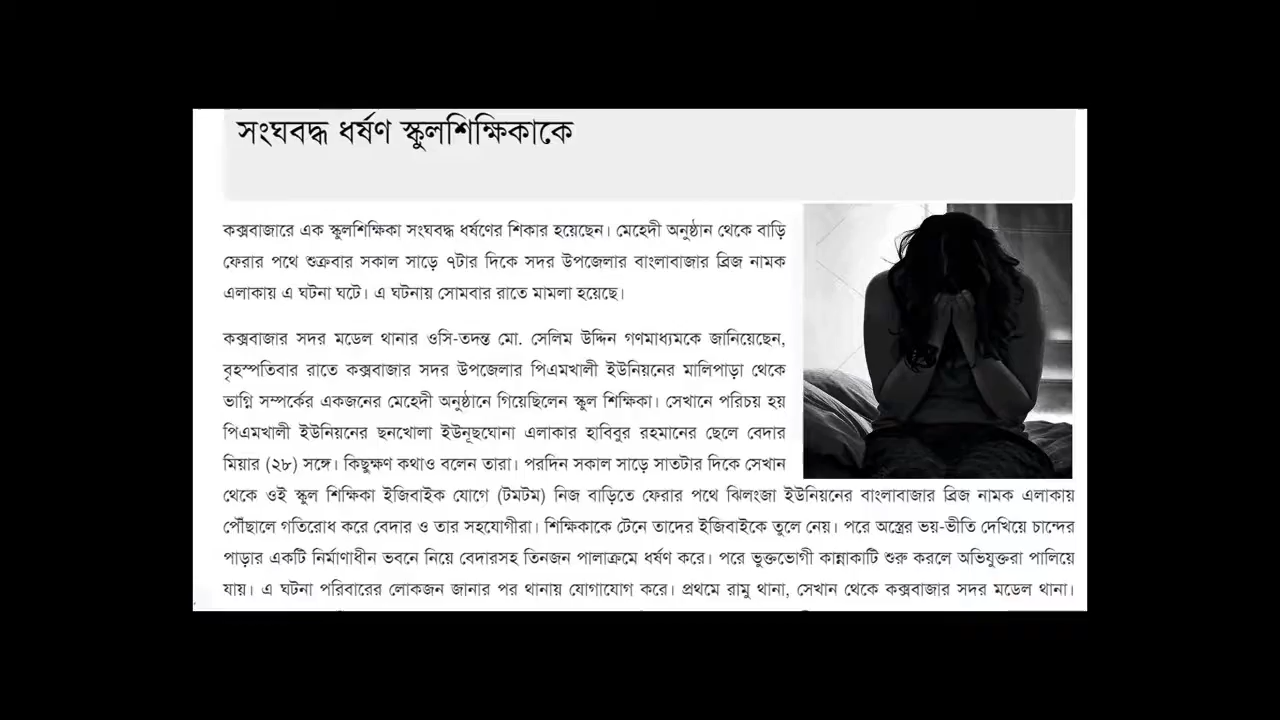 সংঘবদ্ধ ধর্ষণ স্কুলশিক্ষিকাকে
কক্সবাজারে এক স্কুলশিক্ষিকা সংঘবদ্ধ ধর্ষণের শিকার হয়েছেন। মেহেদী অনুষ্ঠান থেকে বাড়ি
ফেরার পথে শুক্রবার সকাল সাড়ে ৭টার দিকে সদর উপজেলার বাংলাবাজার ব্রিজ নামক
এলাকায় এ ঘটনা ঘটে। এ ঘটনায় সোমবার রাতে মামলা হয়েছে।
কক্সবাজার সদর মডেল থানার ওসি-তদন্ত মো. সেলিম উদ্দিন গণমাধ্যমকে জানিয়েছেন,
বৃহস্পতিবার রাতে কক্সবাজার সদর উপজেলার পিএমখালী ইউনিয়নের মালিপাড়া থেকে
ভাগ্নি সম্পর্কের একজনের মেহেদী অনুষ্ঠানে গিয়েছিলেন স্কুল শিক্ষিকা। সেখানে পরিচয় হয়
পিএমখালী ইউনিয়নের ছনখোলা ইউনূছঘোনা এলাকার হাবিবুর রহমানের ছেলে বেদার
মিয়ার (২৮) সঙ্গে। কিছুক্ষণ কথাও বলেন তারা। পরদিন সকাল সাড়ে সাতটার দিকে সেখান
থেকে ওই স্কুল শিক্ষিকা ইজিবাইক যোগে (টমটম) নিজ বাড়িতে ফেরার পথে ঝিলংজা ইউনিয়নের বাংলাবাজার ব্রিজ নামক এলাকায়
পৌঁছালে গতিরোধ করে বেদার ও তার সহযোগীরা। শিক্ষিকাকে টেনে তাদের ইজিবাইকে তুলে নেয়। পরে অস্ত্রের ভয়-ভীতি দেখিয়ে চান্দের
পাড়ার একটি নির্মাণাধীন ভবনে নিয়ে বেদারসহ তিনজন পালাক্রমে ধর্ষণ করে। পরে ভুক্তভোগী কান্নাকাটি শুরু করলে অভিযুক্তরা পালিয়ে
যায়। এ ঘটনা পরিবারের লোকজন জানার পর থানায় যোগাযোগ করে। প্রথমে রামু থানা, সেখান থেকে কক্সবাজার সদর মডেল থানা।